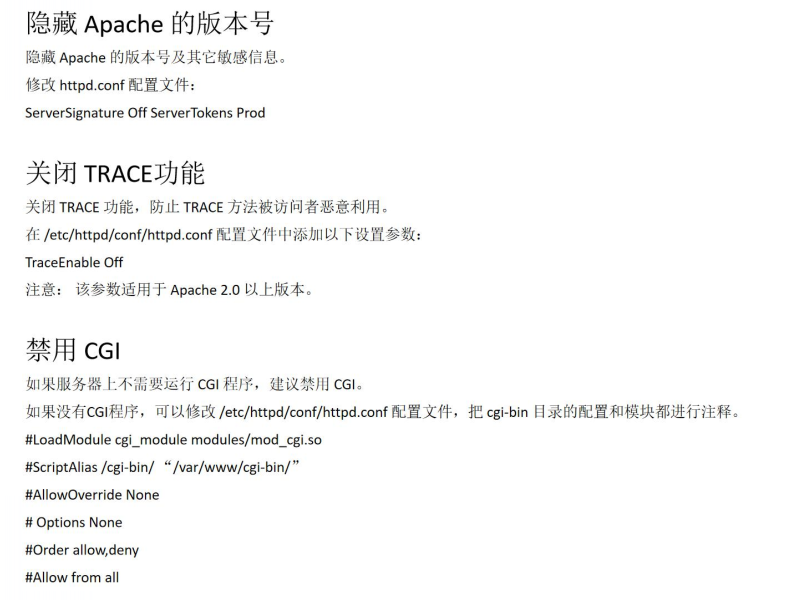 隐藏 Apache 的版本号
隐藏 Apache 的版本号及其它敏感信息。
修改 httpd.conf 配置文件：
ServerSignature Off ServerTokens Prod
关闭 TRACE功能
关闭 TRACE 功能，防止 TRACE 方法被访问者恶意利用。
在 /etc/httpd/conf/httpd.conf 配置文件中添加以下设置参数：
TraceEnable Off
注意： 该参数适用于 Apache 2.0 以上版本。
禁用 CGI
如果服务器上不需要运行 CGI 程序，建议禁用 CGI。
如果没有CGI程序，可以修改 /etc/httpd/conf/httpd.conf 配置文件，把 cgi-bin 目录的配置和模块都进行注释。
#LoadModule cgi_module modules/mod_cgi.so
#ScriptAlias /cgi-bin/ “/var/www/cgi-bin/”
#AllowOverride None
# Options None
#Order allow,deny
#Allow from all